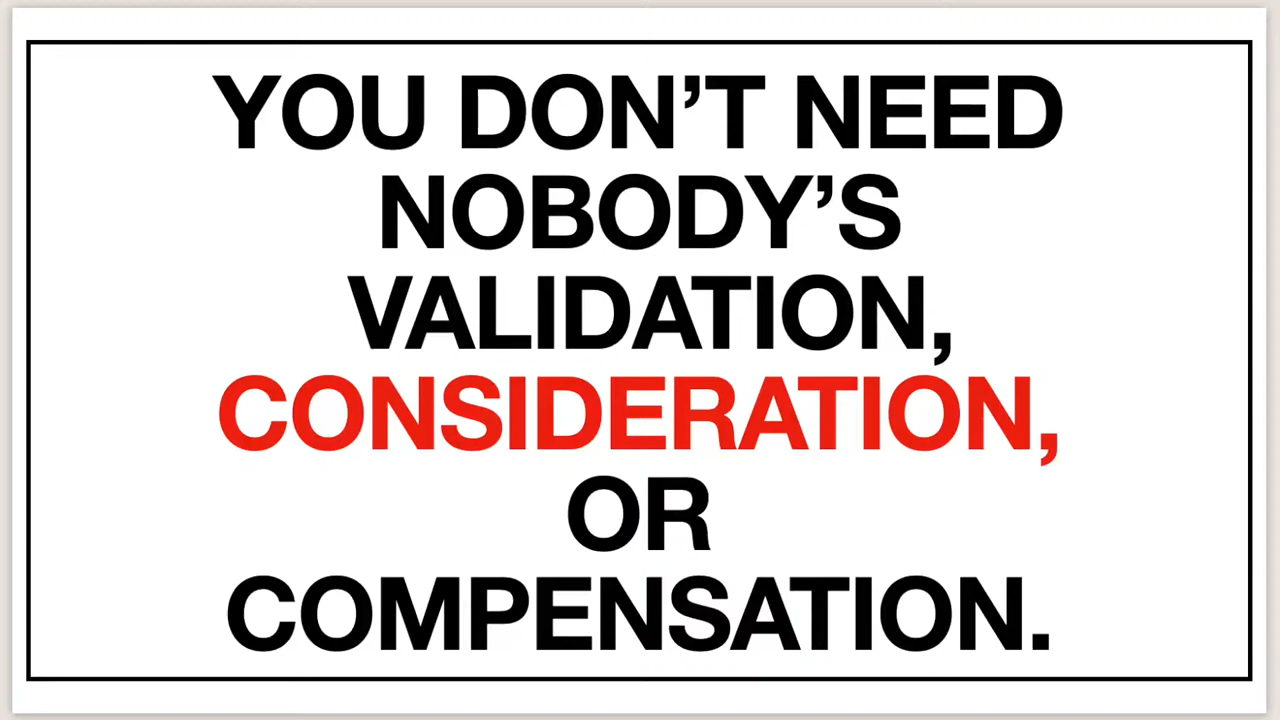 YOU DON’T NEED
NOBODY’S
VALIDATION,
CONSIDERATION,
OR
COMPENSATION.